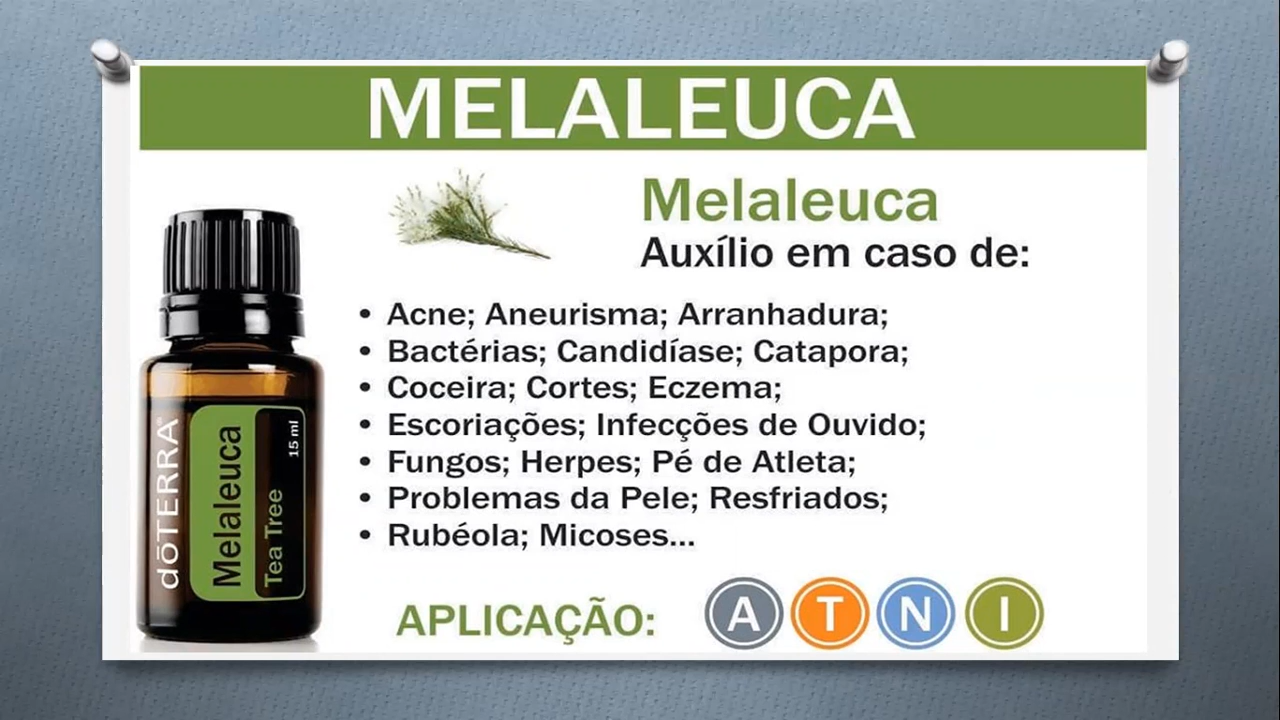 MELALEUCA
Melaleuca
Auxílio em caso de:
• Acne; Aneurisma; Arranhadura;
• Bactérias; Candidíase; Catapora;
• Coceira; Cortes; Eczema;
• Escoriações; Infecções de Ouvido;
• Fungos; Herpes; Pé de Atleta;
• Problemas da Pele; Resfriados;
• Rubéola; Micoses...
APLICAÇÃO: A T N I
dōTERRA®
Melaleuca
Tea Tree
15 ml